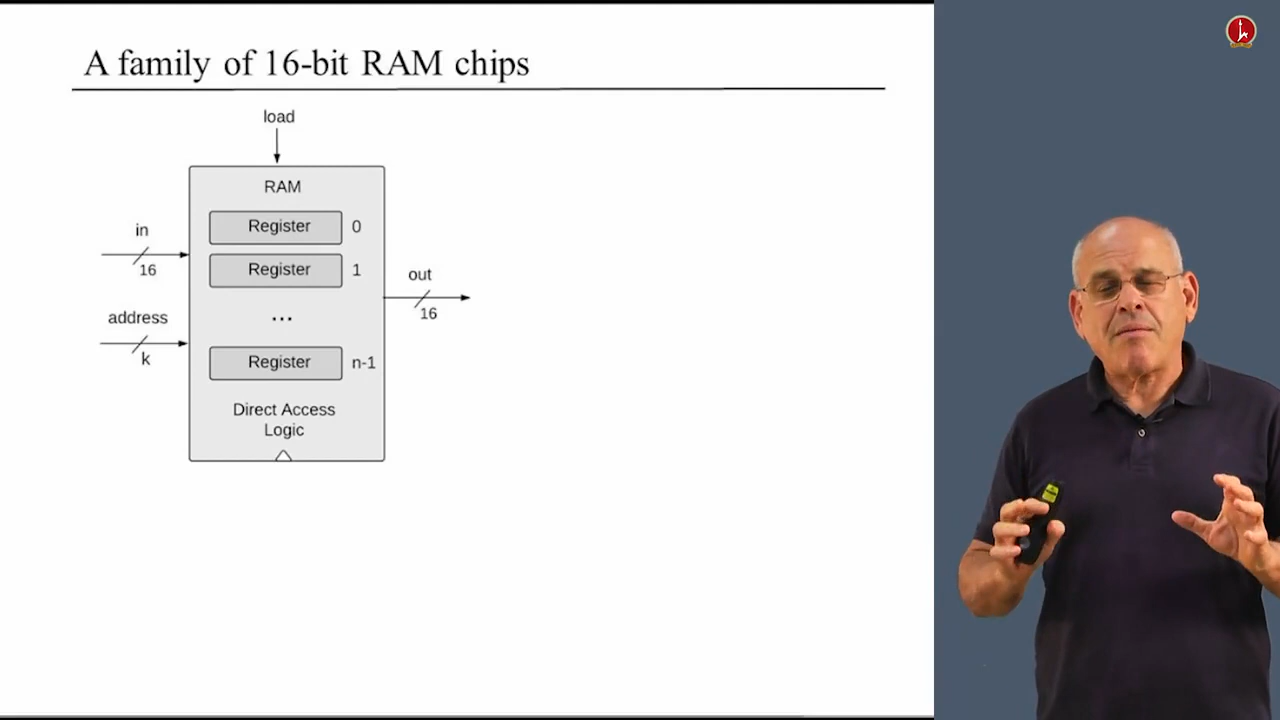 A family of 16-bit RAM chips
load
RAM
Register 0
in
16
Register 1
out
16
address
k
...
Register n-1
Direct Access
Logic